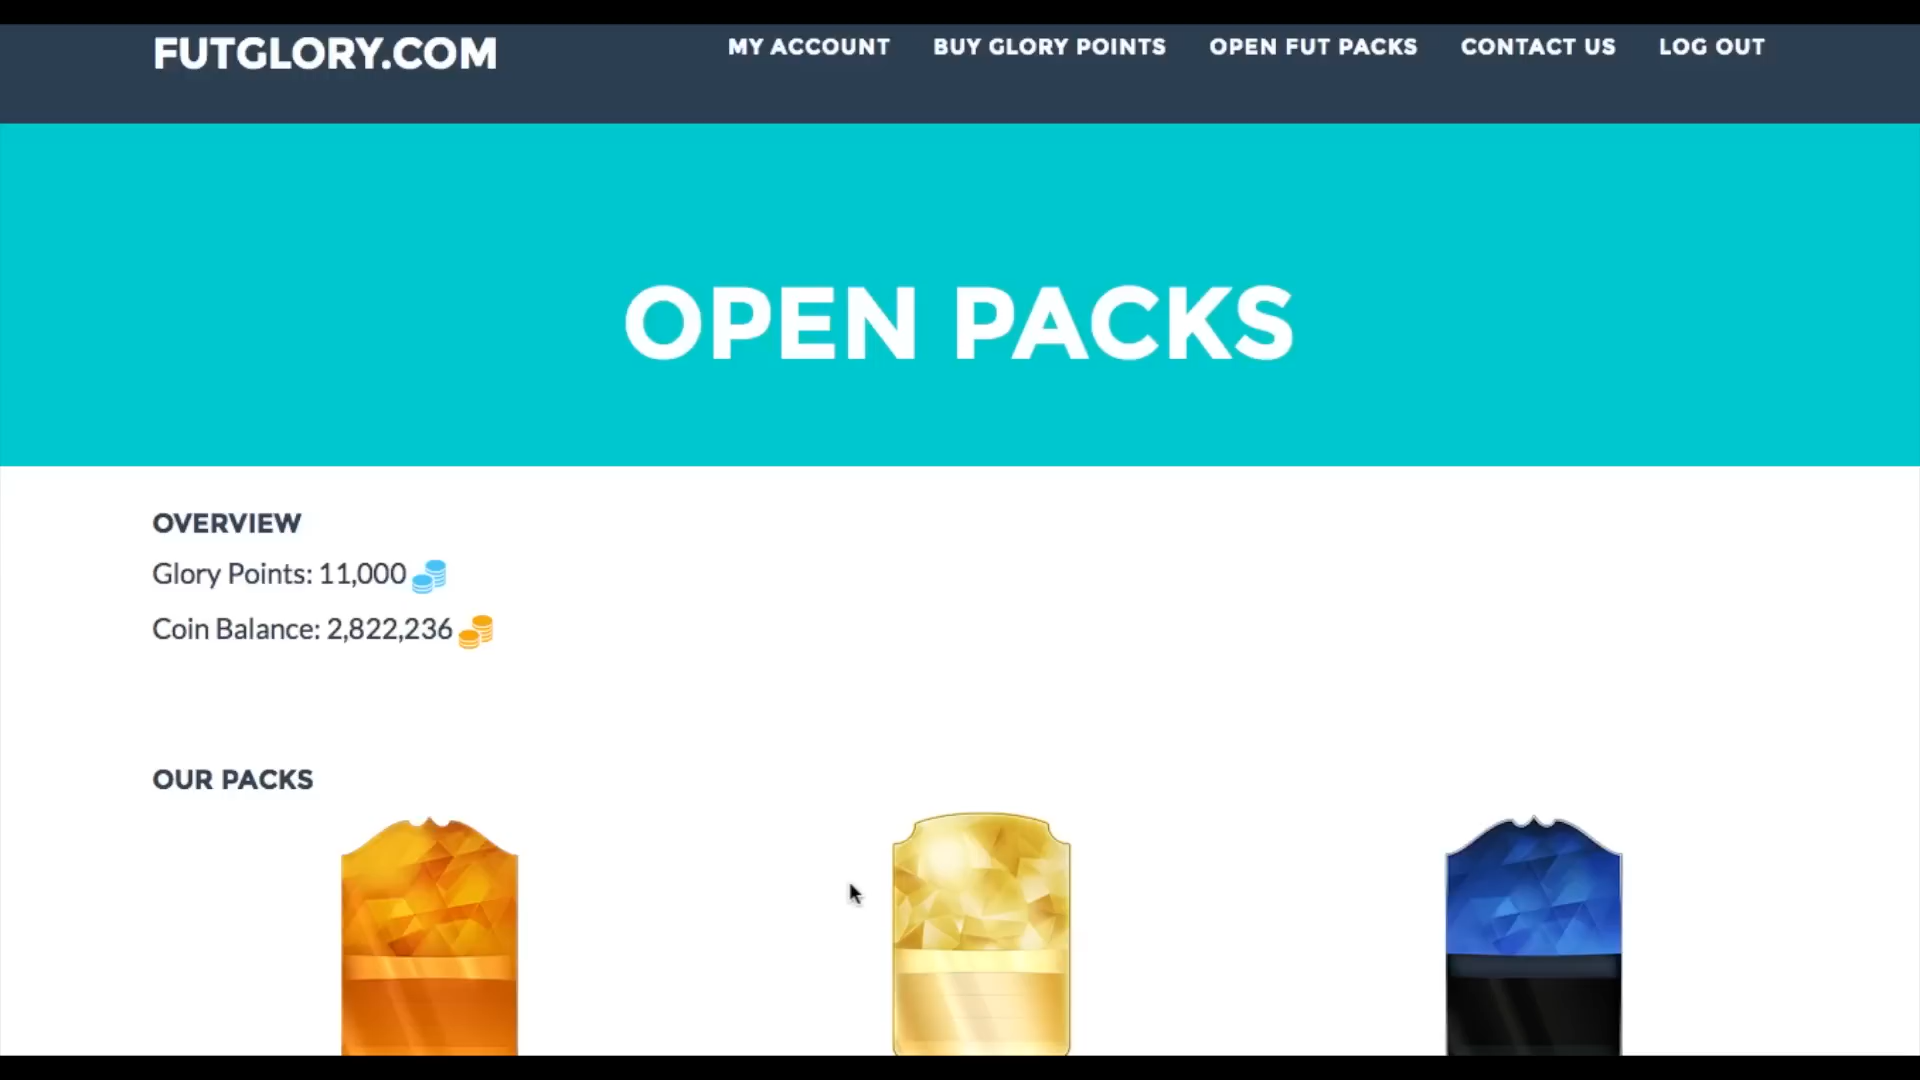 FUTGLORY.COM
MY ACCOUNT
BUY GLORY POINTS
OPEN FUT PACKS
CONTACT US
LOG OUT
OPEN PACKS
OVERVIEW
Glory Points: 11,000
Coin Balance: 2,822,236
OUR PACKS